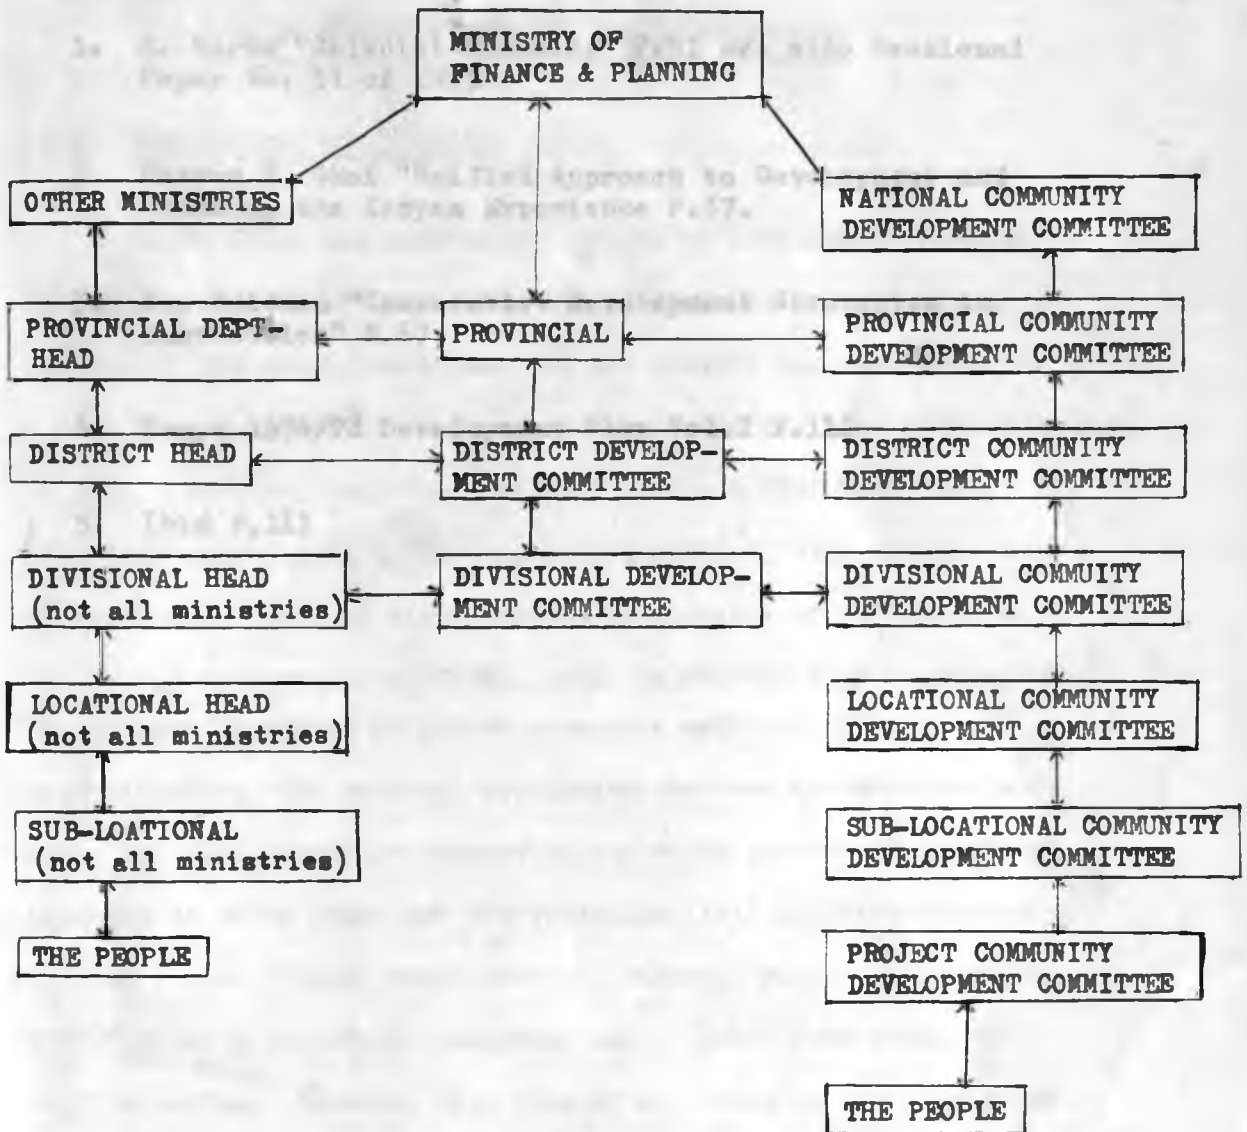 MINISTRY OF
FINANCE & PLANNING
OTHER MINISTRIES
NATIONAL COMMUNITY
DEVELOPMENT COMMITTEE
PROVINCIAL DEPT-
HEAD
PROVINCIAL
PROVINCIAL COMMUNITY
DEVELOPMENT COMMITTEE
DISTRICT HEAD
DISTRICT DEVELOP-
MENT COMMITTEE
DISTRICT COMMUNITY
DEVELOPMENT COMMITTEE
DIVISIONAL HEAD
(not all ministries)
DIVISIONAL DEVELOP-
MENT COMMITTEE
DIVISIONAL COMMUITY
DEVELOPMENT COMMITTEE
LOCATIONAL HEAD
(not all ministries)
LOCATIONAL COMMUNITY
DEVELOPMENT COMMITTEE
SUB-LOATIONAL
(not all ministries)
SUB-LOCATIONAL COMMUNITY
DEVELOPMENT COMMITTEE
THE PEOPLE
PROJECT COMMUNITY
DEVELOPMENT COMMITTEE
THE PEOPLE